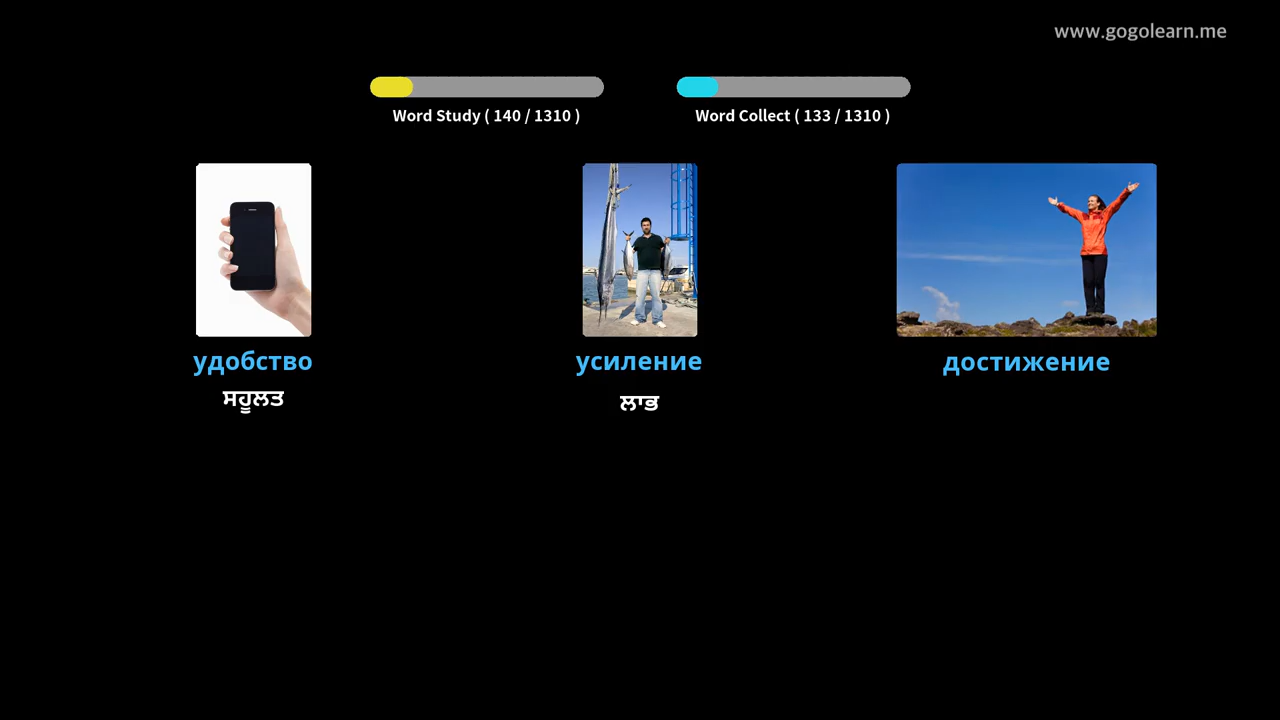 www.gogolearn.me
Word Study ( 140 / 1310 )
Word Collect ( 133 / 1310 )
удобство
усиление
достижение
ਸਹੂਲਤ
ਲਾਭ